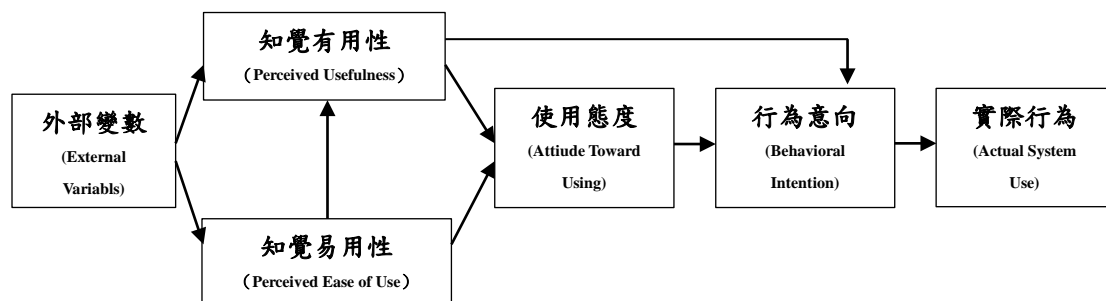 知覺有用性
（Perceived Usefulness）
外部變數
(External
Variabls)
使用態度
(Attiude Toward
Using)
行為意向
(Behavioral
Intention)
實際行為
(Actual System
Use)
知覺易用性
（Perceived Ease of Use）